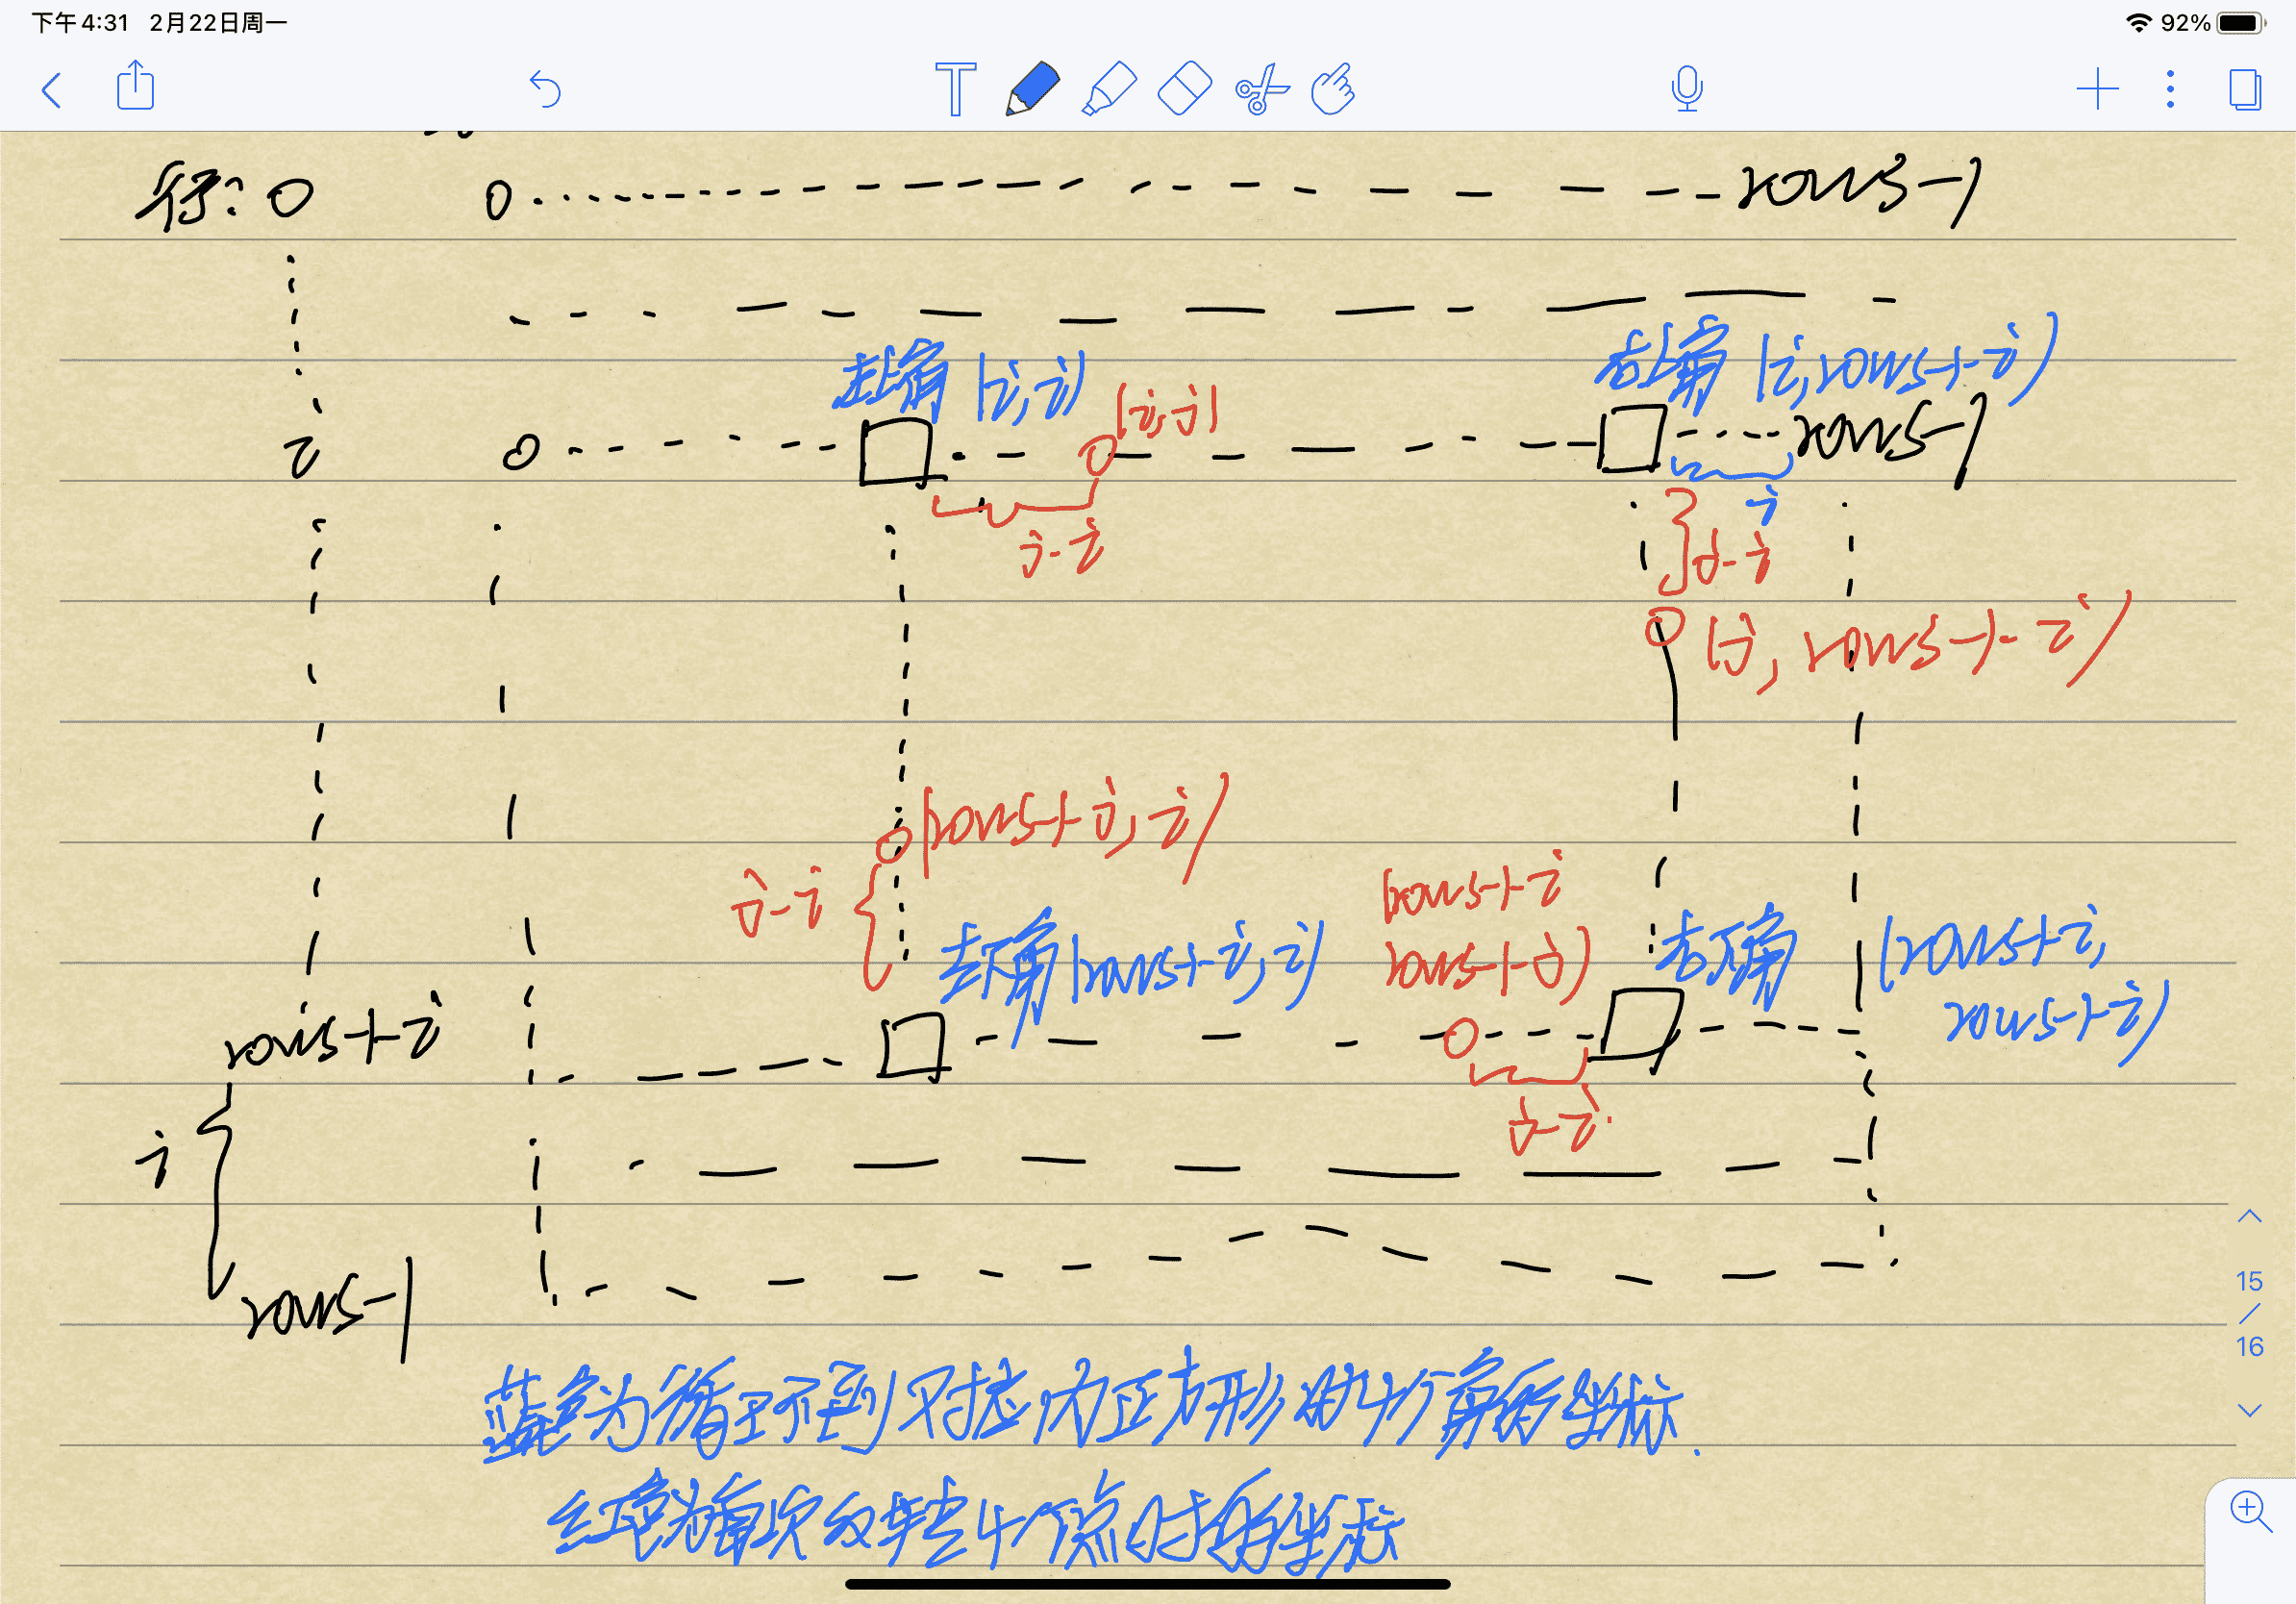 下午4:31 2月22日周一
92%
行: 0 0 rows-1
左上角 (i,i)
右上角 (i,rows-1-i)
(i,j)
i 0 rows-1
i
j-i
j-i
(j, rows-1-i)
(rows-1-j, i)
j-i
(rows-1-i
rows-1-j)
左下角(rows-1-i, i)
右下角 (rows-1-i,
rows-1-i)
rows-1-i
j-i
i
rows-1
15
/
16
蓝色为循环到对应内正方形的4个角的坐标.
红色为每次反转4个点时的坐标